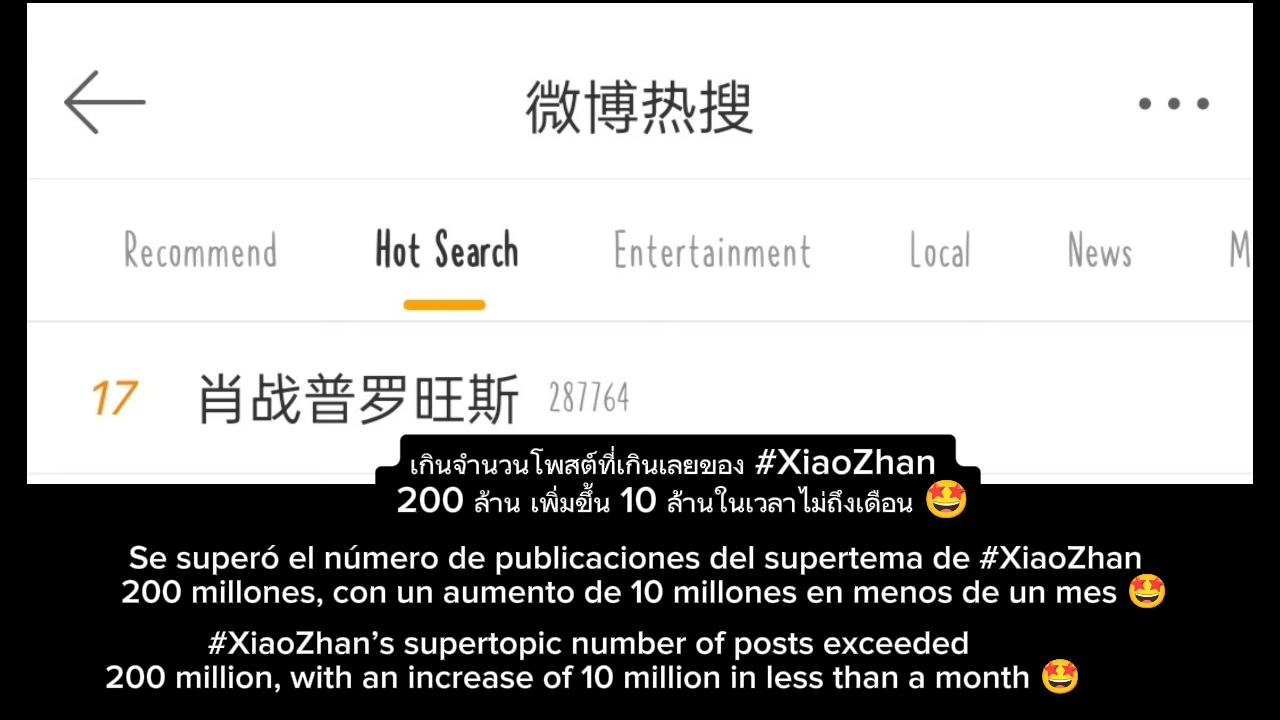 微博热搜
Recommend Hot Search Entertainment Local News M
17 肖战普罗旺斯 287764
เกินจำนวนโพสต์ที่เกินเลยของ #XiaoZhan
200 ล้าน เพิ่มขึ้น 10 ล้านในเวลาไม่ถึงเดือน 🤩
Se superó el número de publicaciones del supertema de #XiaoZhan
200 millones, con un aumento de 10 millones en menos de un mes 🤩
#XiaoZhan’s supertopic number of posts exceeded
200 million, with an increase of 10 million in less than a month 🤩